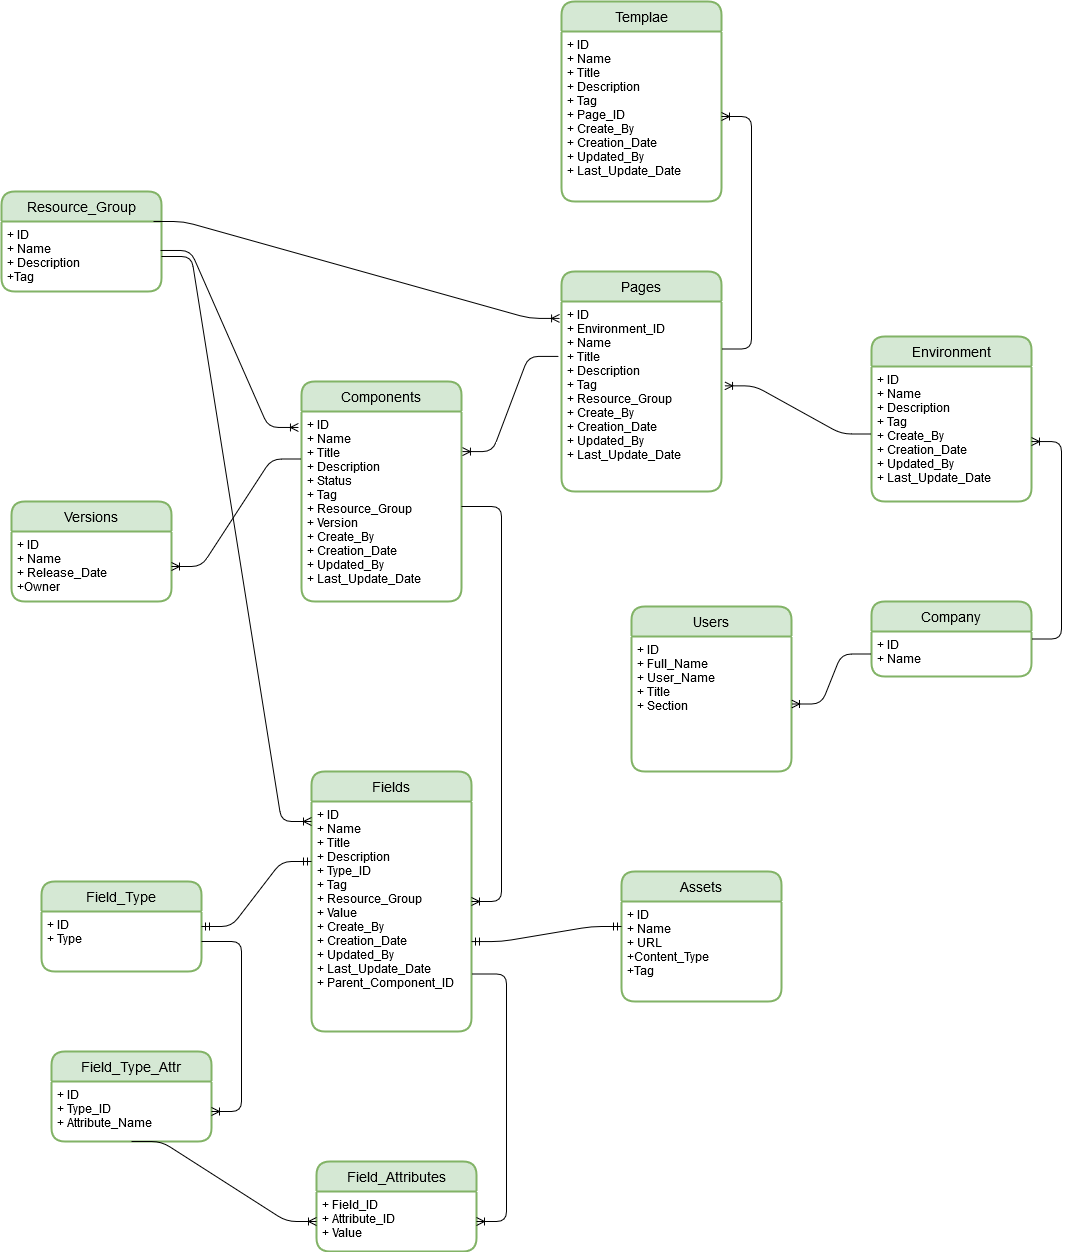 Templae
+ ID
+ Name
+ Title
+ Description
+ Tag
+ Page_ID
+ Create_By
+ Creation_Date
+ Updated_By
+ Last_Update_Date
Resource_Group
+ ID
+ Name
+ Description
+Tag
Pages
+ ID
+ Environment_ID
+ Name
+ Title
+ Description
+ Tag
+ Resource_Group
+ Create_By
+ Creation_Date
+ Updated_By
+ Last_Update_Date
Environment
+ ID
+ Name
+ Description
+ Tag
+ Create_By
+ Creation_Date
+ Updated_By
+ Last_Update_Date
Components
+ ID
+ Name
+ Title
+ Description
+ Status
+ Tag
+ Resource_Group
+ Version
+ Create_By
+ Creation_Date
+ Updated_By
+ Last_Update_Date
Versions
+ ID
+ Name
+ Release_Date
+Owner
Users
+ ID
+ Full_Name
+ User_Name
+ Title
+ Section
Company
+ ID
+ Name
Fields
+ ID
+ Name
+ Title
+ Description
+ Type_ID
+ Tag
+ Resource_Group
+ Value
+ Create_By
+ Creation_Date
+ Updated_By
+ Last_Update_Date
+ Parent_Component_ID
Field_Type
+ ID
+ Type
Assets
+ ID
+ Name
+ URL
+Content_Type
+Tag
Field_Type_Attr
+ ID
+ Type_ID
+ Attribute_Name
Field_Attributes
+ Field_ID
+ Attribute_ID
+ Value